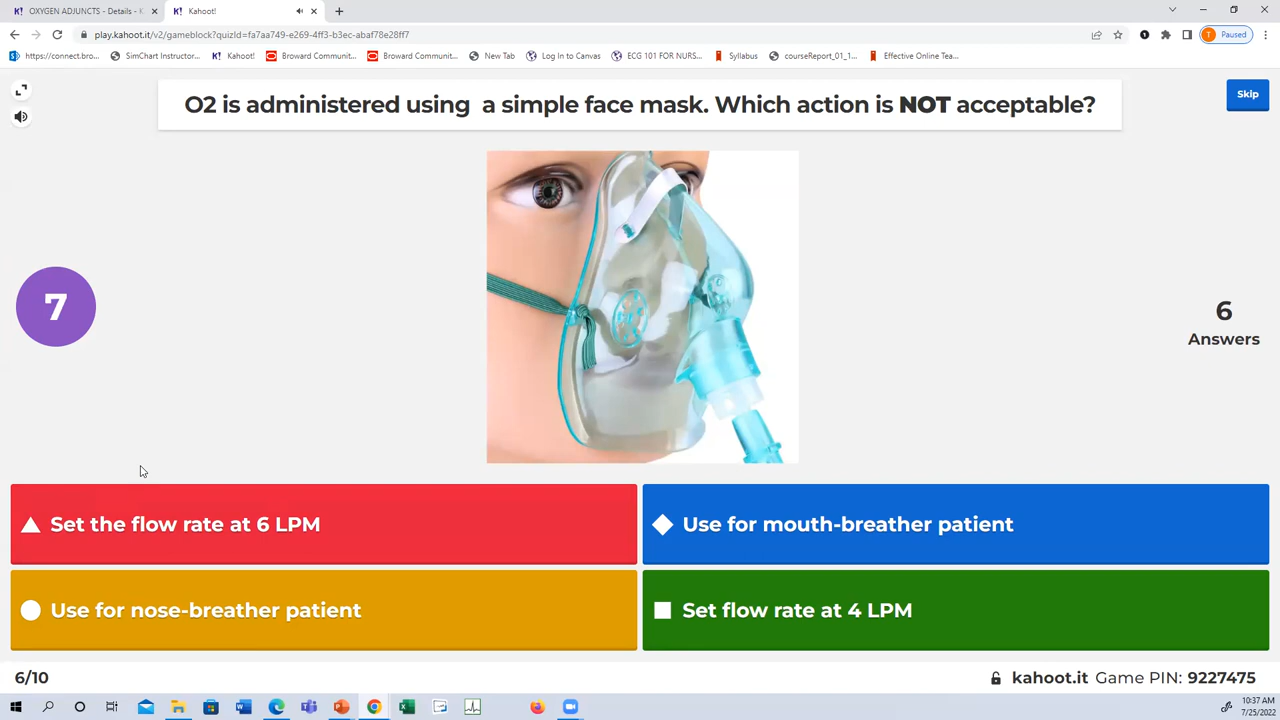 OXYGEN ADJUNCTS - Details - K
Kahoot!
play.kahoot.it/v2/gameblock?quizId=fa7aa749-e269-4ff3-b3ec-abaf78e28ff7
Paused
https://connect.bro...
SimChart Instructor...
Kahoot!
Broward Communit...
Broward Communit...
New Tab
Log In to Canvas
ECG 101 FOR NURS...
Syllabus
courseReport_01_1...
Effective Online Tea...
O2 is administered using a simple face mask. Which action is NOT acceptable?
Skip
7
6
Answers
Set the flow rate at 6 LPM
Use for mouth-breather patient
Use for nose-breather patient
Set flow rate at 4 LPM
6/10
kahoot.it Game PIN: 9227475
10:37 AM
7/25/2022